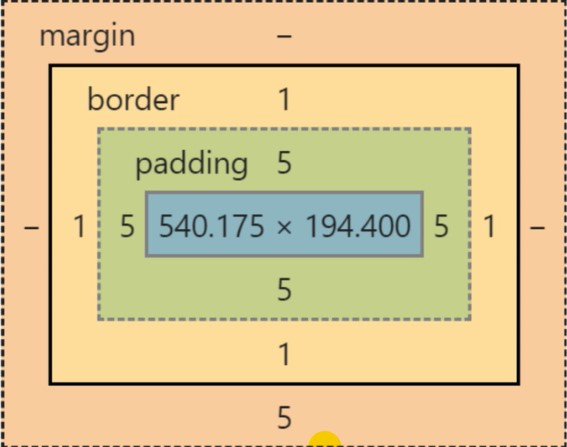 margin –
border 1
padding 5
– 1 5 540.175 × 194.400 5 1 –
5
1
5